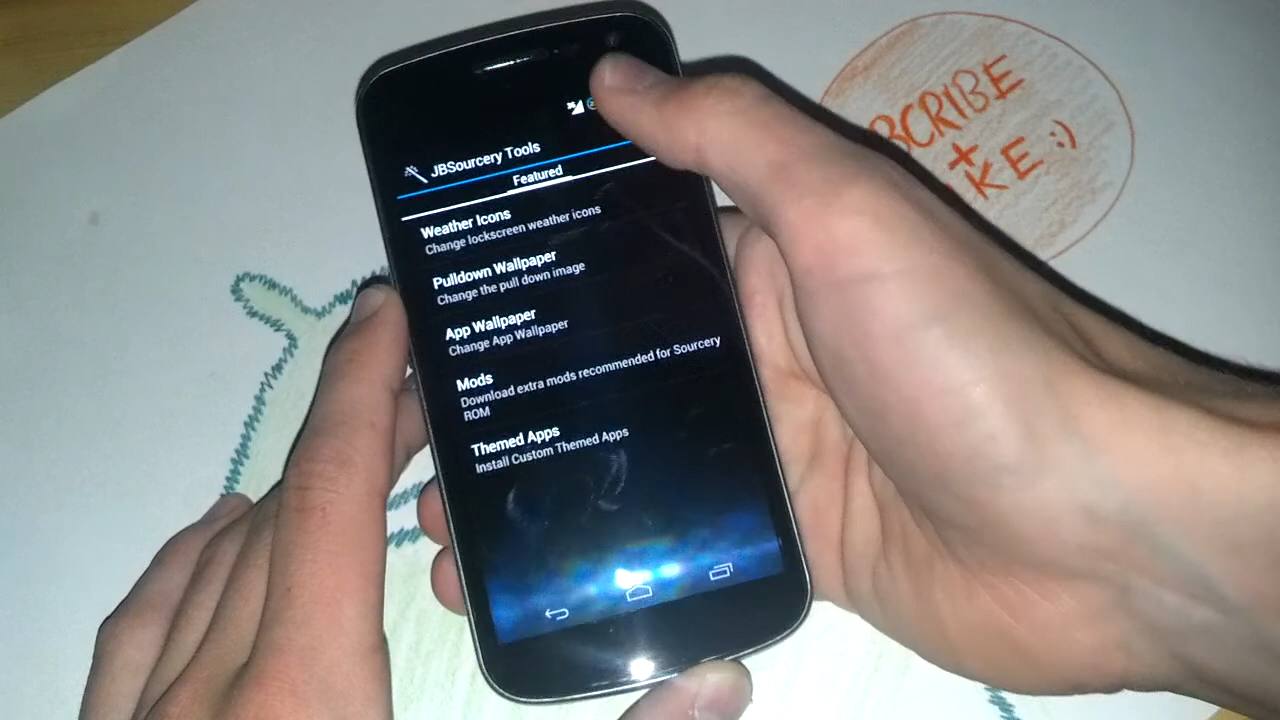 JBSourcery Tools
Featured
Weather Icons
Change lockscreen weather icons
Pulldown Wallpaper
Change the pull down image
App Wallpaper
Change App Wallpaper
Mods
Download extra mods recommended for Sourcery
ROM
Themed Apps
Install Custom Themed Apps
BCRIBE
+
IKE :)